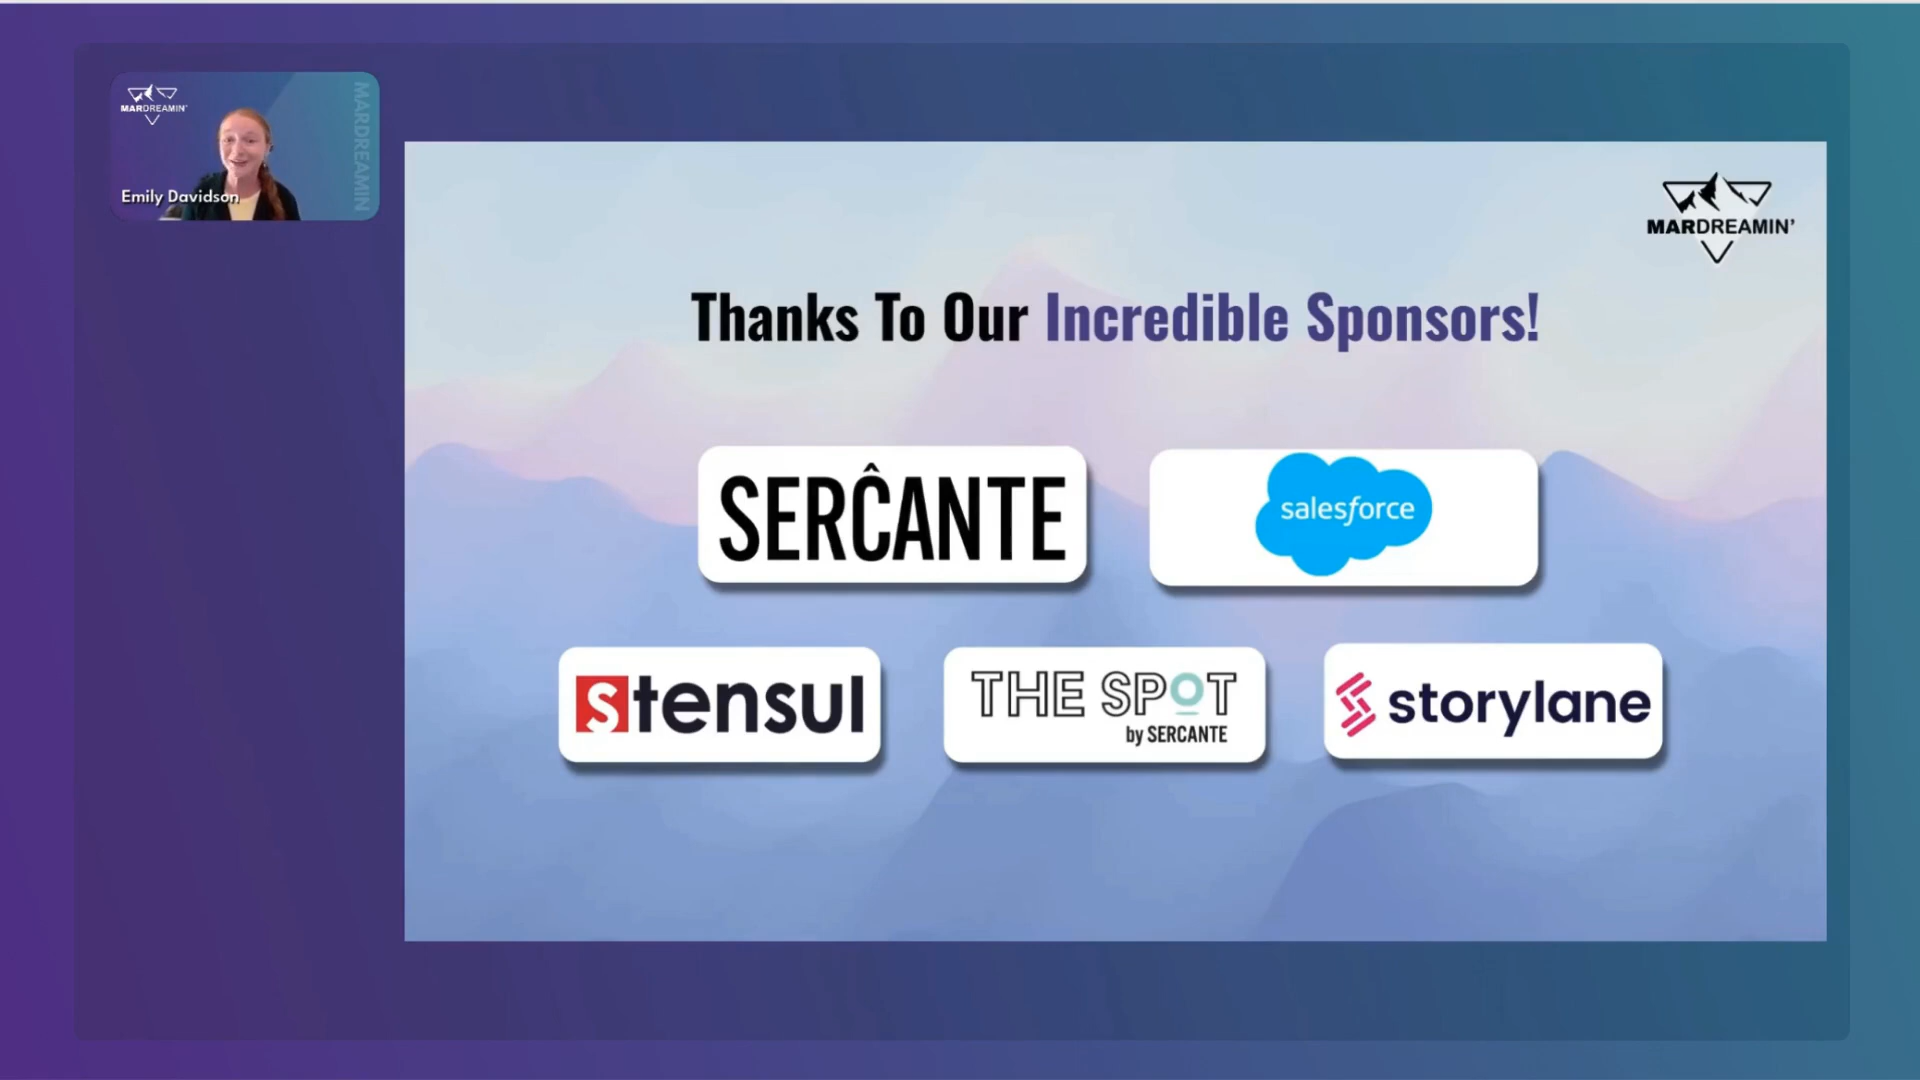 MARDREAMIN'
MARDREAMIN
Emily Davidson
MARDREAMIN'
Thanks To Our Incredible Sponsors!
SERĈANTE
salesforce
stensul
THE SPOT
by SERCANTE
storylane